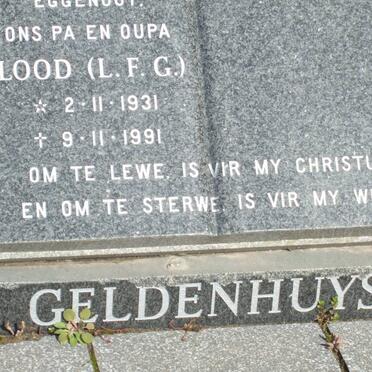 EGGENOOT,
ONS PA EN OUPA
LOOD (L. F. G.)
☆ 2·11·1931
† 9·11·1991
OM TE LEWE, IS VIR MY CHRISTU
EN OM TE STERWE, IS VIR MY W
GELDENHUYS